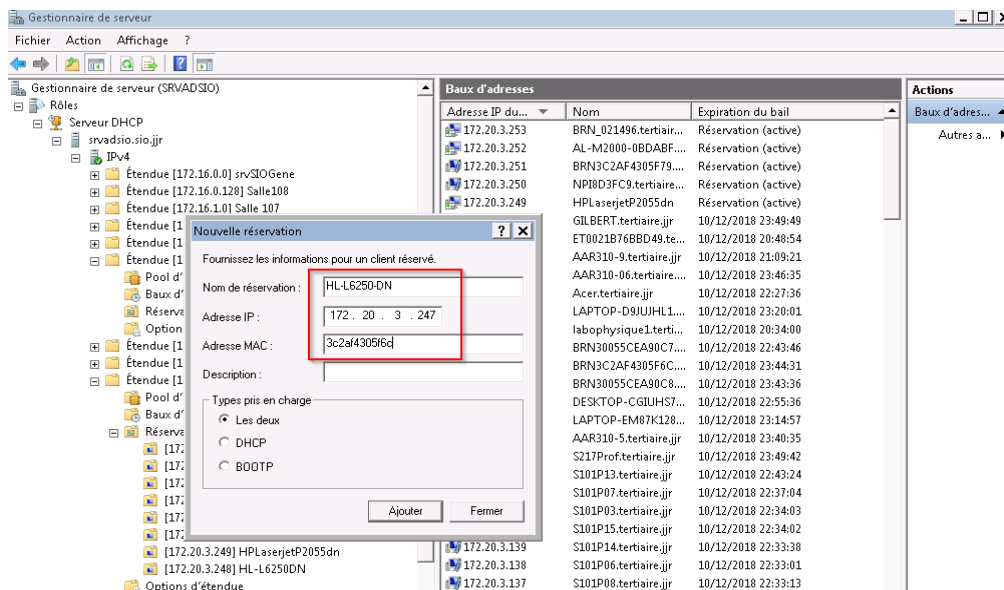 Gestionnaire de serveur
Fichier Action Affichage ?
Gestionnaire de serveur (SRVADSIO)
Rôles
Serveur DHCP
srvadsio.sio.jjr
IPv4
Étendue [172.16.0.0] srvSIOGene
Étendue [172.16.0.128] Salle108
Étendue [172.16.1.0] Salle 107
Étendue [1
Étendue [1
Étendue [1
Pool d'
Baux d'
Réserva
Option
Étendue [1
Étendue [1
Étendue [1
Pool d'
Baux d'
Réserva
[172
[172
[172
[172
[172
[172
[172.20.3.249] HPLaserjetP2055dn
[172.20.3.248] HL-L6250DN
Options d'étendue
Nouvelle réservation
Fournissez les informations pour un client réservé.
Nom de réservation : HL-L6250-DN
Adresse IP : 172 . 20 . 3 . 247
Adresse MAC : 3c2af4305f6c
Description :
Types pris en charge
Les deux
DHCP
BOOTP
Ajouter Fermer
Baux d'adresses
Adresse IP du... Nom Expiration du bail
172.20.3.253 BRN_021496.tertiair... Réservation (active)
172.20.3.252 AL-M2000-0BDABF.... Réservation (active)
172.20.3.251 BRN3C2AF4305F79.... Réservation (active)
172.20.3.250 NPI8D3FC9.tertiaire... Réservation (active)
172.20.3.249 HPLaserjetP2055dn Réservation (active)
GILBERT.tertiaire.jjr 10/12/2018 23:49:49
ET0021B76BBD49.te... 10/12/2018 20:48:54
AAR310-9.tertiaire.jjr 10/12/2018 21:09:21
AAR310-06.tertiaire.... 10/12/2018 23:46:35
Acer.tertiaire.jjr 10/12/2018 22:27:36
LAPTOP-D9JUJHL1.... 10/12/2018 23:20:01
labophysique1.terti... 10/12/2018 20:34:00
BRN30055CEA90C7.... 10/12/2018 22:43:46
BRN3C2AF4305F6C.... 10/12/2018 23:44:31
BRN30055CEA90C8.... 10/12/2018 23:43:36
DESKTOP-CGIUHS7... 10/12/2018 22:55:36
LAPTOP-EM87K128... 10/12/2018 23:14:57
AAR310-5.tertiaire.jjr 10/12/2018 23:40:35
S217Prof.tertiaire.jjr 10/12/2018 23:49:42
S101P13.tertiaire.jjr 10/12/2018 22:43:24
S101P07.tertiaire.jjr 10/12/2018 22:37:04
S101P03.tertiaire.jjr 10/12/2018 22:34:03
S101P15.tertiaire.jjr 10/12/2018 22:34:02
172.20.3.139 S101P14.tertiaire.jjr 10/12/2018 22:33:38
172.20.3.138 S101P06.tertiaire.jjr 10/12/2018 22:33:01
172.20.3.137 S101P08.tertiaire.jjr 10/12/2018 22:33:13
Actions
Baux d'adres...
Autres a...